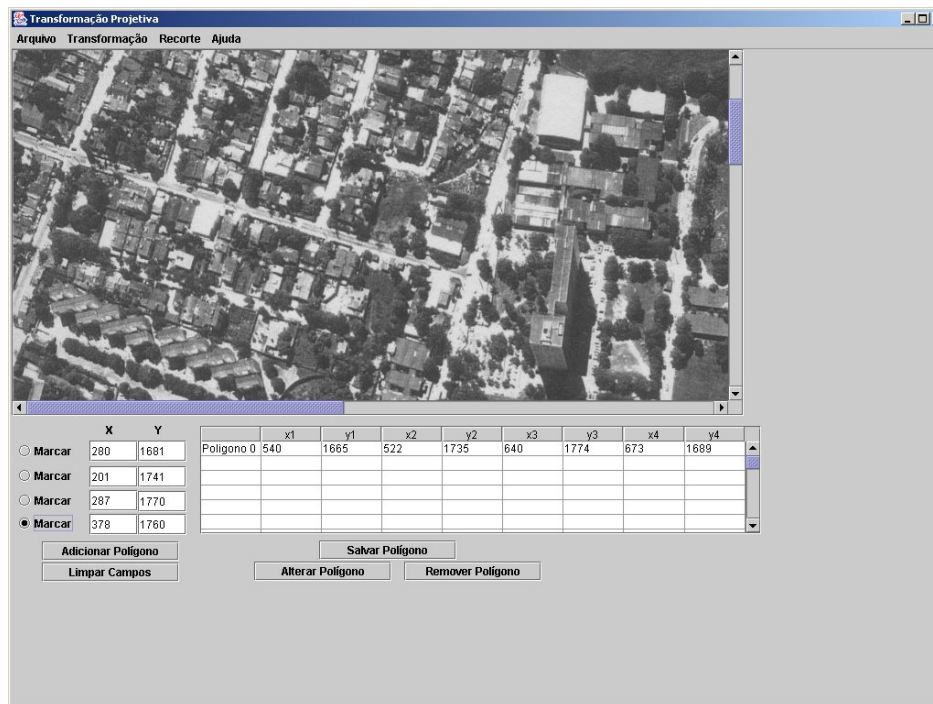 Transformação Projetiva
Arquivo Transformação Recorte Ajuda
X Y
Marcar 280 1681
Marcar 201 1741
Marcar 287 1770
Marcar 378 1760
x1 y1 x2 y2 x3 y3 x4 y4
Poligono 0 540 1665 522 1735 640 1774 673 1689
Adicionar Polígono
Limpar Campos
Salvar Polígono
Alterar Polígono Remover Polígono